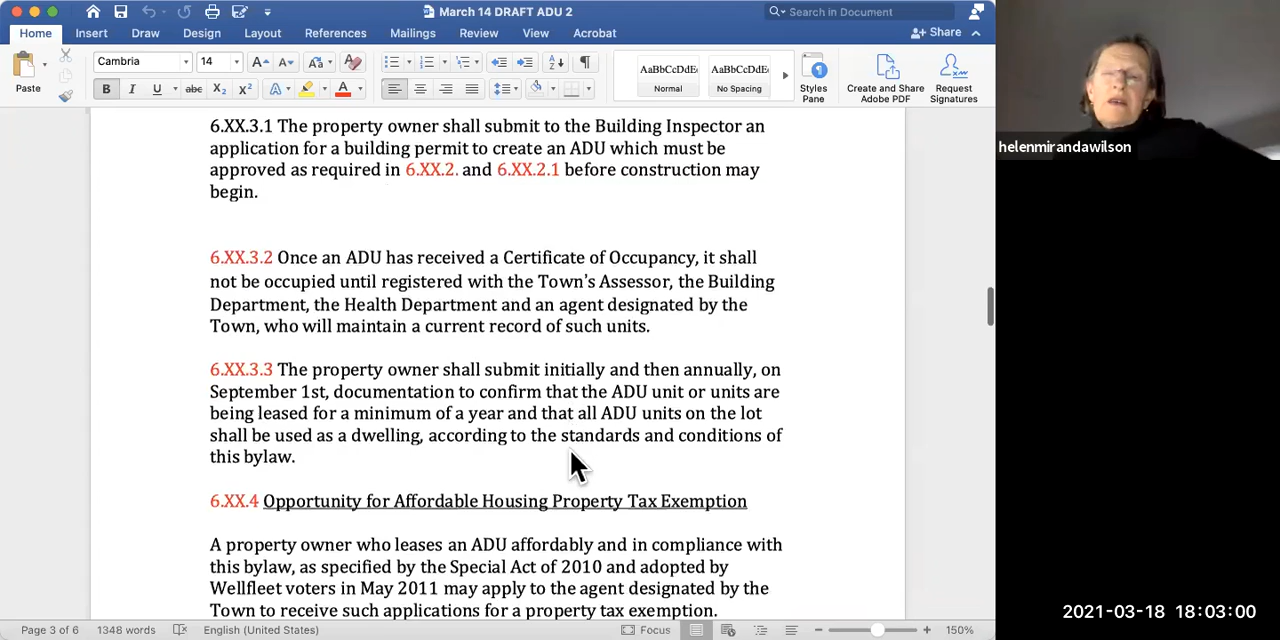 March 14 DRAFT ADU 2
Search in Document
Home Insert Draw Design Layout References Mailings Review View Acrobat
Share
Paste
Cambria 14
AaBbCcDdE
Normal
AaBbCcDdE
No Spacing
Styles Pane
Create and Share Adobe PDF
Request Signatures
6.XX.3.1 The property owner shall submit to the Building Inspector an
application for a building permit to create an ADU which must be
approved as required in 6.XX.2. and 6.XX.2.1 before construction may
begin.
6.XX.3.2 Once an ADU has received a Certificate of Occupancy, it shall
not be occupied until registered with the Town's Assessor, the Building
Department, the Health Department and an agent designated by the
Town, who will maintain a current record of such units.
6.XX.3.3 The property owner shall submit initially and then annually, on
September 1st, documentation to confirm that the ADU unit or units are
being leased for a minimum of a year and that all ADU units on the lot
shall be used as a dwelling, according to the standards and conditions of
this bylaw.
6.XX.4 Opportunity for Affordable Housing Property Tax Exemption
A property owner who leases an ADU affordably and in compliance with
this bylaw, as specified by the Special Act of 2010 and adopted by
Wellfleet voters in May 2011 may apply to the agent designated by the
Town to receive such applications for a property tax exemption.
Page 3 of 6 1348 words English (United States) Focus 150%
helenmirandawilson
2021-03-18 18:03:00